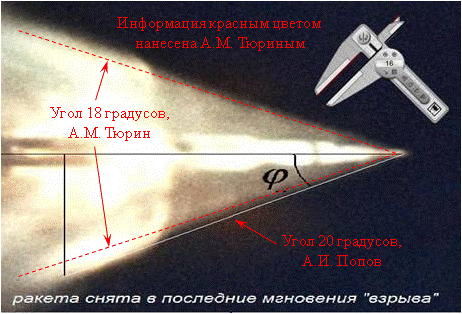 Информация красным цветом
нанесена А.М. Тюриным
16
Угол 18 градусов,
А.М. Тюрин
φ
Угол 20 градусов,
А.И. Попов
ракета снята в последние мгновения "взрыва"